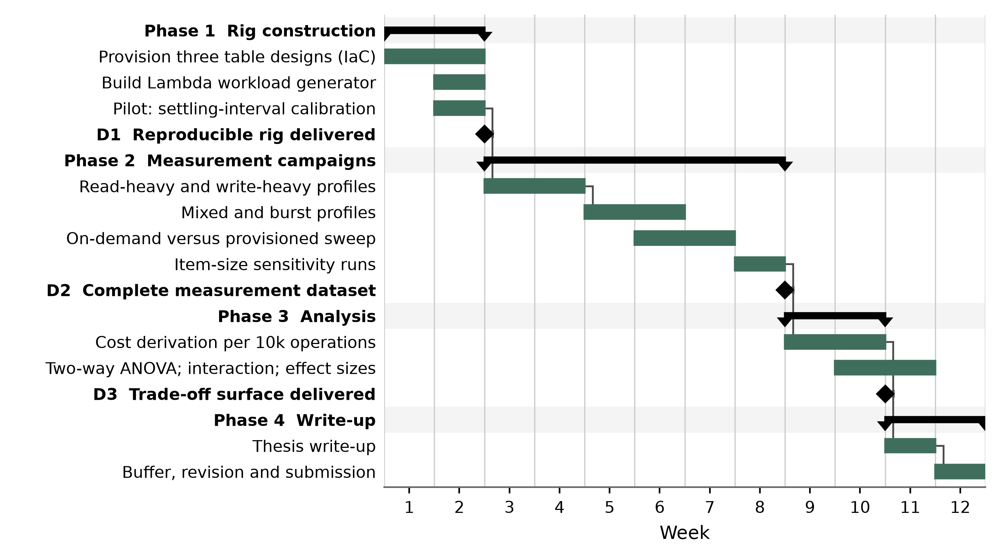 Phase 1  Rig construction
Provision three table designs (IaC)
Build Lambda workload generator
Pilot: settling-interval calibration
D1  Reproducible rig delivered
Phase 2  Measurement campaigns
Read-heavy and write-heavy profiles
Mixed and burst profiles
On-demand versus provisioned sweep
Item-size sensitivity runs
D2  Complete measurement dataset
Phase 3  Analysis
Cost derivation per 10k operations
Two-way ANOVA; interaction; effect sizes
D3  Trade-off surface delivered
Phase 4  Write-up
Thesis write-up
Buffer, revision and submission
1 2 3 4 5 6 7 8 9 10 11 12
Week